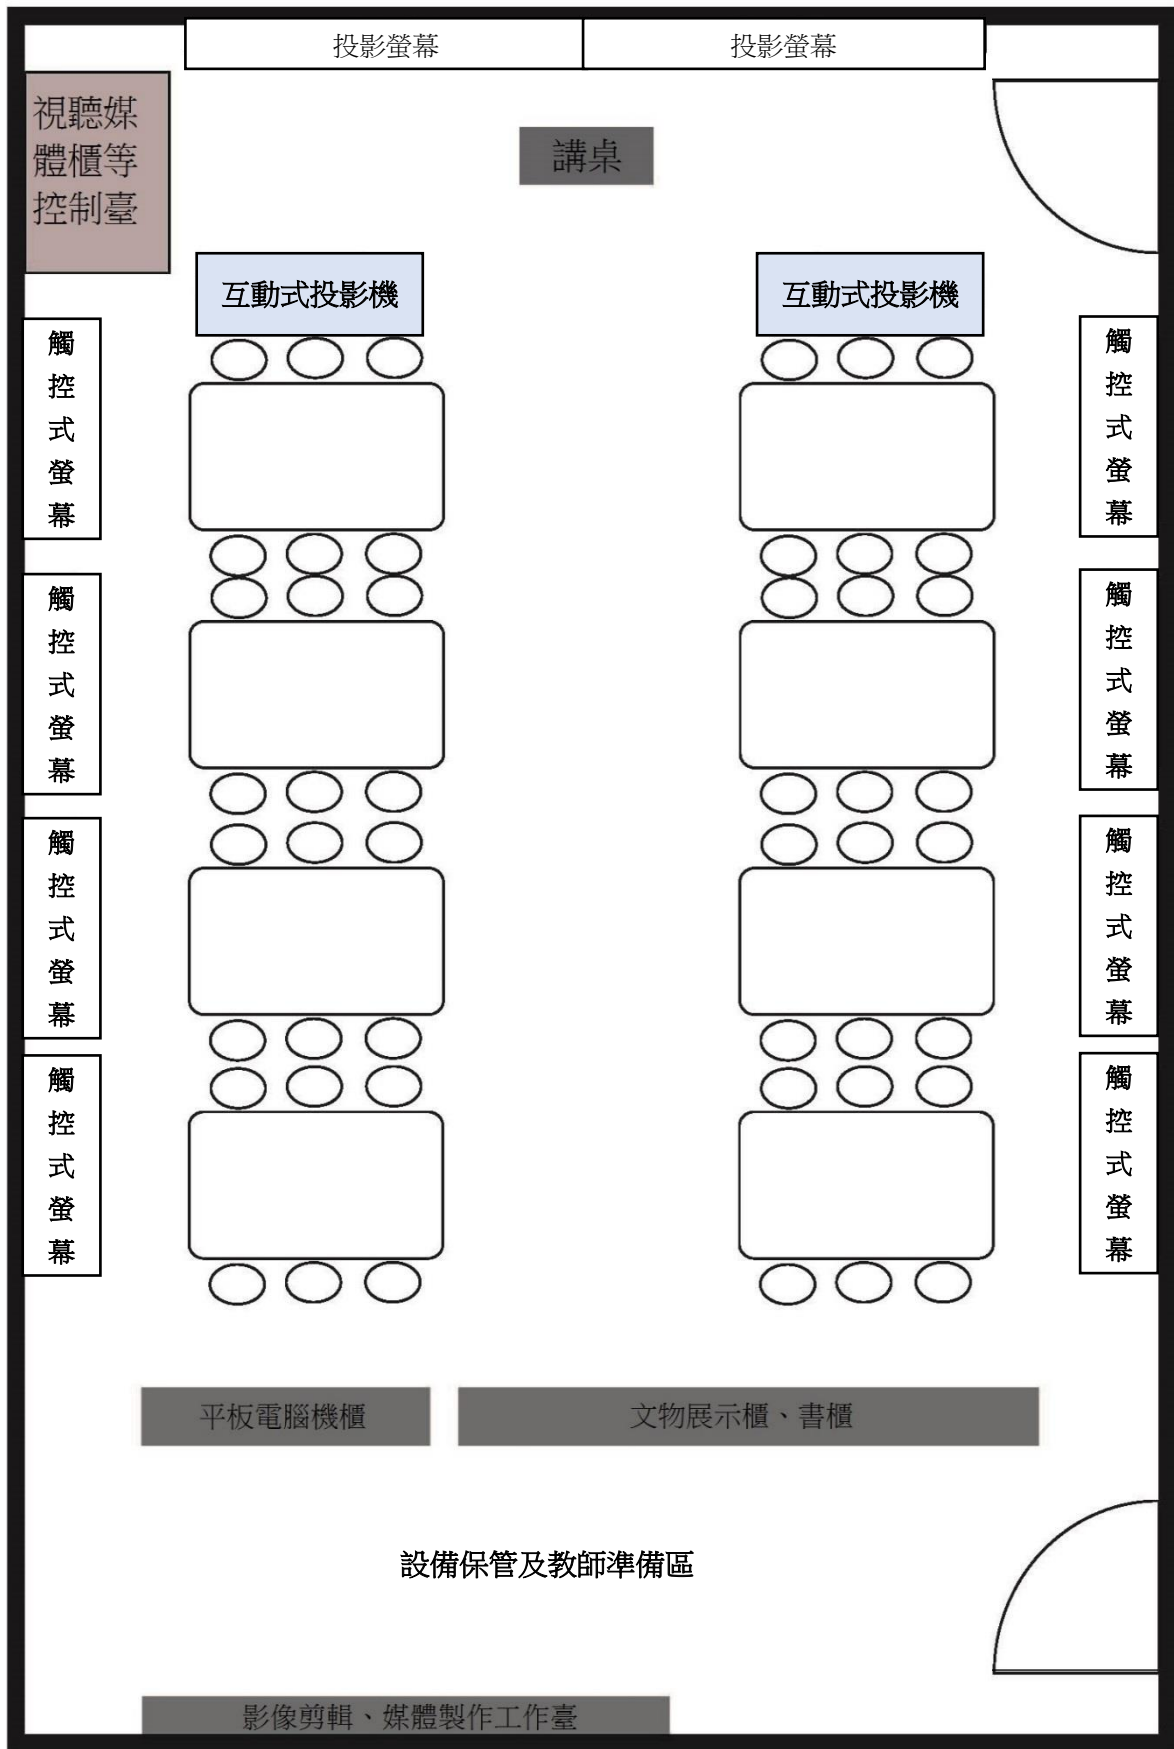 投影螢幕
投影螢幕
視聽媒
體櫃等
控制臺
講桌
互動式投影機
互動式投影機
觸
控
式
螢
幕
觸
控
式
螢
幕
觸
控
式
螢
幕
觸
控
式
螢
幕
觸
控
式
螢
幕
觸
控
式
螢
幕
觸
控
式
螢
幕
觸
控
式
螢
幕
平板電腦機櫃
文物展示櫃、書櫃
設備保管及教師準備區
影像剪輯、媒體製作工作臺